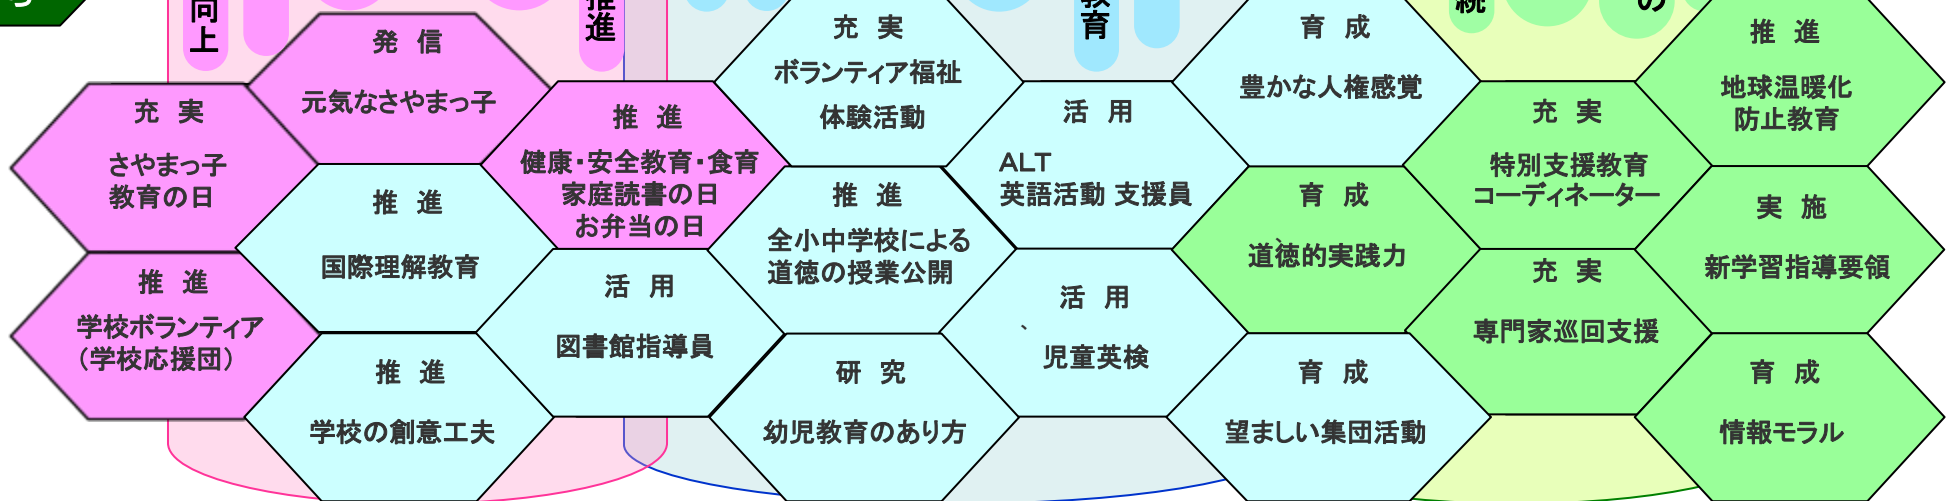 向上
推進
教育
続
の
発　信
元気なさやまっ子
充　実
さやまっ子
教育の日
推　進
学校ボランティア
（学校応援団）
推　進
国際理解教育
推　進
学校の創意工夫
推　進
健康・安全教育・食育
家庭読書の日
お弁当の日
活　用
図書館指導員
充　実
ボランティア福祉
体験活動
推　進
全小中学校による
道徳の授業公開
研　究
幼児教育のあり方
活　用
ALT
英語活動 支援員
活　用
、
児童英検
育　成
豊かな人権感覚
育　成
道徳的実践力
育　成
望ましい集団活動
充　実
特別支援教育
コーディネーター
充　実
専門家巡回支援
推　進
地球温暖化
防止教育
実　施
新学習指導要領
育　成
情報モラル